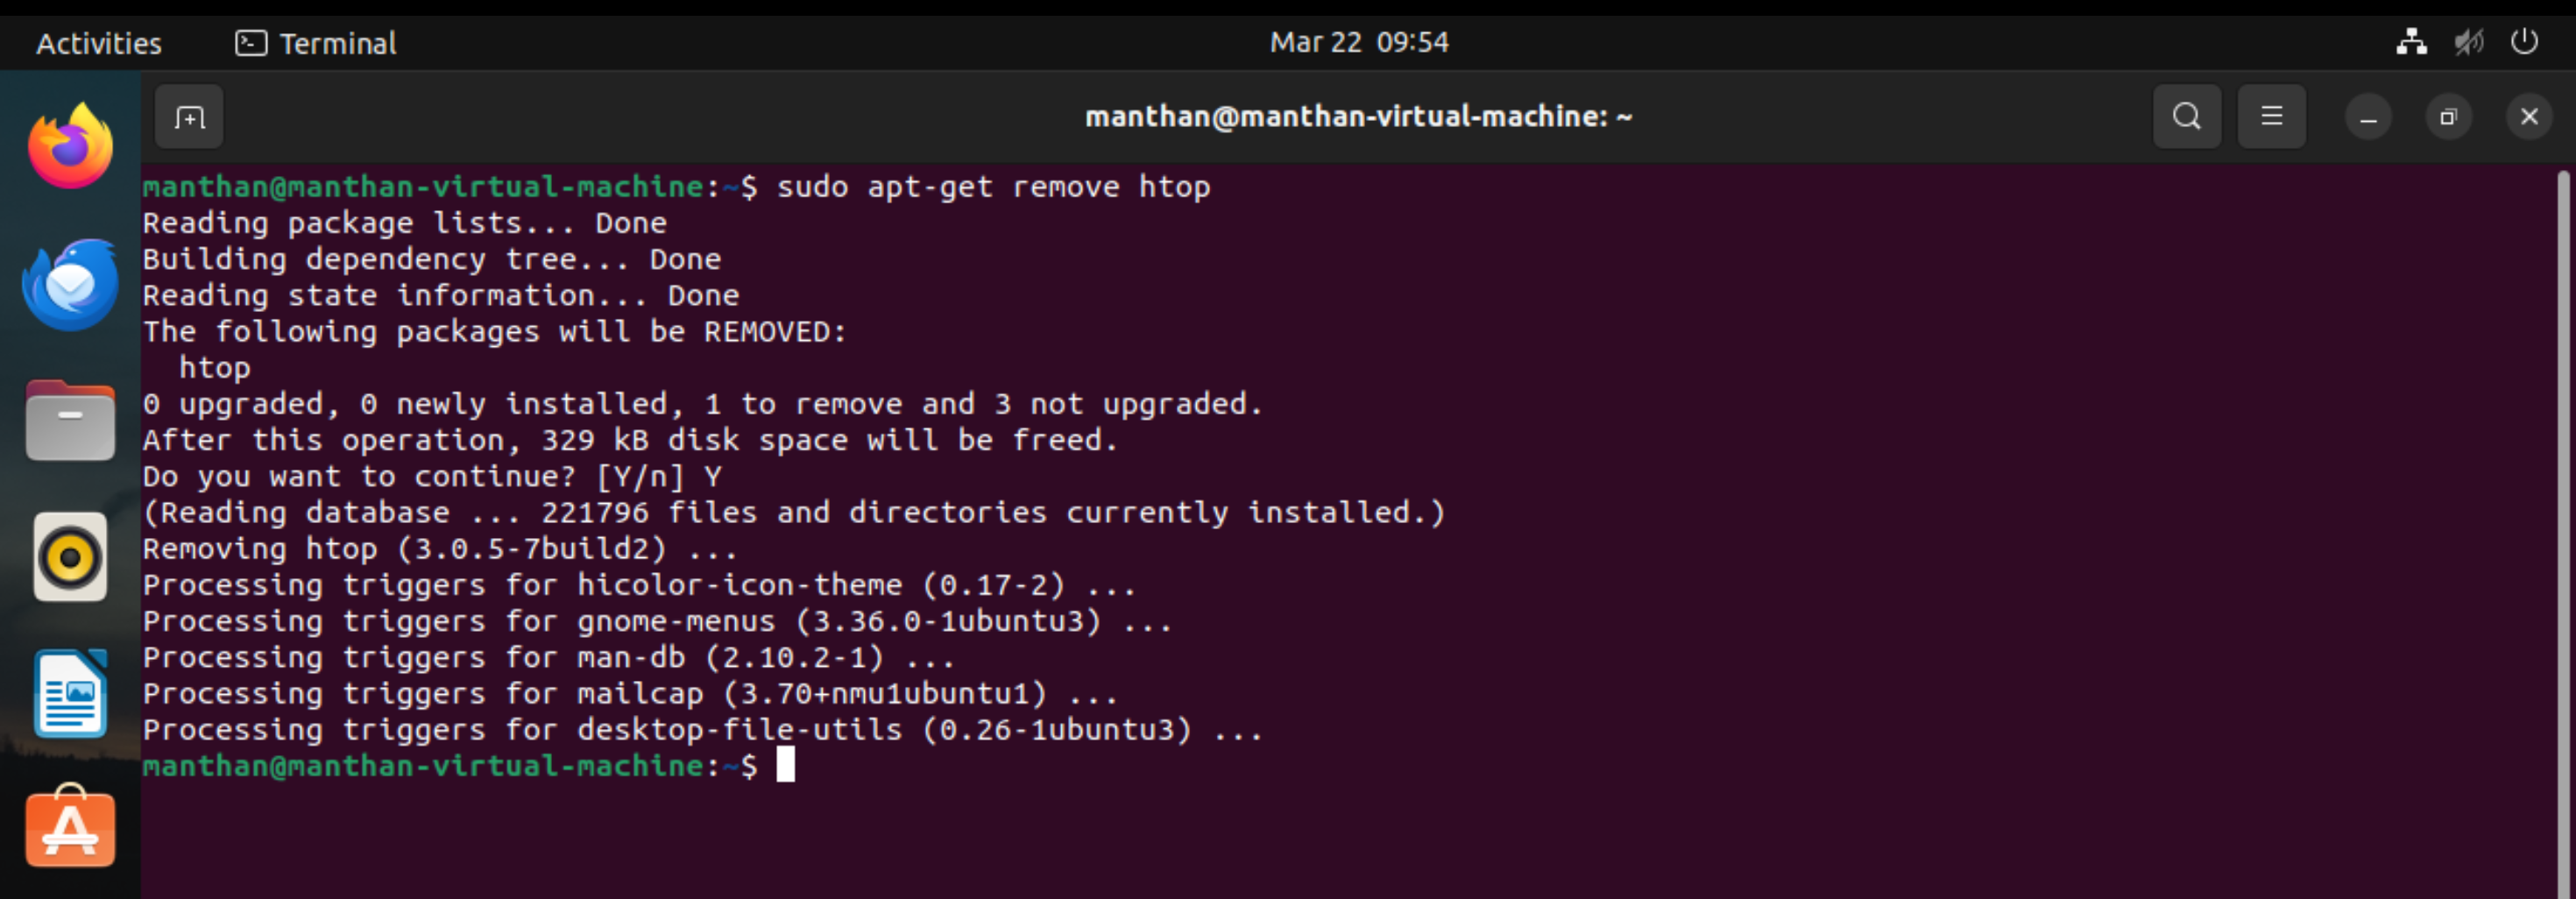 Activities Terminal Mar 22 09:54
manthan@manthan-virtual-machine: ~
manthan@manthan-virtual-machine:~$ sudo apt-get remove htop
Reading package lists... Done
Building dependency tree... Done
Reading state information... Done
The following packages will be REMOVED:
  htop
0 upgraded, 0 newly installed, 1 to remove and 3 not upgraded.
After this operation, 329 kB disk space will be freed.
Do you want to continue? [Y/n] Y
(Reading database ... 221796 files and directories currently installed.)
Removing htop (3.0.5-7build2) ...
Processing triggers for hicolor-icon-theme (0.17-2) ...
Processing triggers for gnome-menus (3.36.0-1ubuntu3) ...
Processing triggers for man-db (2.10.2-1) ...
Processing triggers for mailcap (3.70+nmu1ubuntu1) ...
Processing triggers for desktop-file-utils (0.26-1ubuntu3) ...
manthan@manthan-virtual-machine:~$